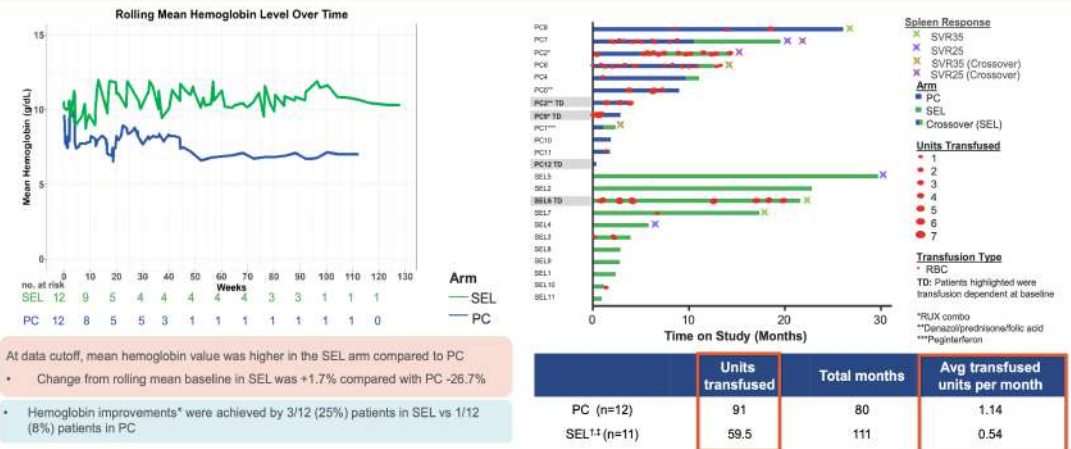 Rolling Mean Hemoglobin Level Over Time
15
10
5
0
Mean Hemoglobin (g/dL)
0 10 20 30 40 50 60 70 80 90 100 110 120 130
Weeks
no. at risk
SEL 12 9 5 4 4 4 4 4 3 3 1 1 1
PC 12 8 5 5 3 1 1 1 1 1 1 1 0
Arm
SEL
PC
At data cutoff, mean hemoglobin value was higher in the SEL arm compared to PC
• Change from rolling mean baseline in SEL was +1.7% compared with PC -26.7%
• Hemoglobin improvements* were achieved by 3/12 (25%) patients in SEL vs 1/12
(8%) patients in PC
PC7
PC2*
PC6
PC4
PC3** TD
PC9* TD
PC1***
PC10
PC11
PC12 TD
SEL5
SEL2
SEL6 TD
SEL7
SEL4
SEL3
SEL8
SEL9
SEL1
SEL10
SEL11
0 10 20 30
Time on Study (Months)
Spleen Response
SVR35
SVR25
SVR35 (Crossover)
SVR25 (Crossover)
Arm
PC
SEL
Crossover (SEL)
Units Transfused
1
2
3
4
5
6
7
Transfusion Type
RBC
TD: Patients highlighted were
transfusion dependent at baseline
*RUX combo
**Danazol/prednisone/folic acid
***Peginterferon
Units transfused Total months Avg transfused units per month
PC (n=12) 91 80 1.14
SEL†,‡ (n=11) 59.5 111 0.54